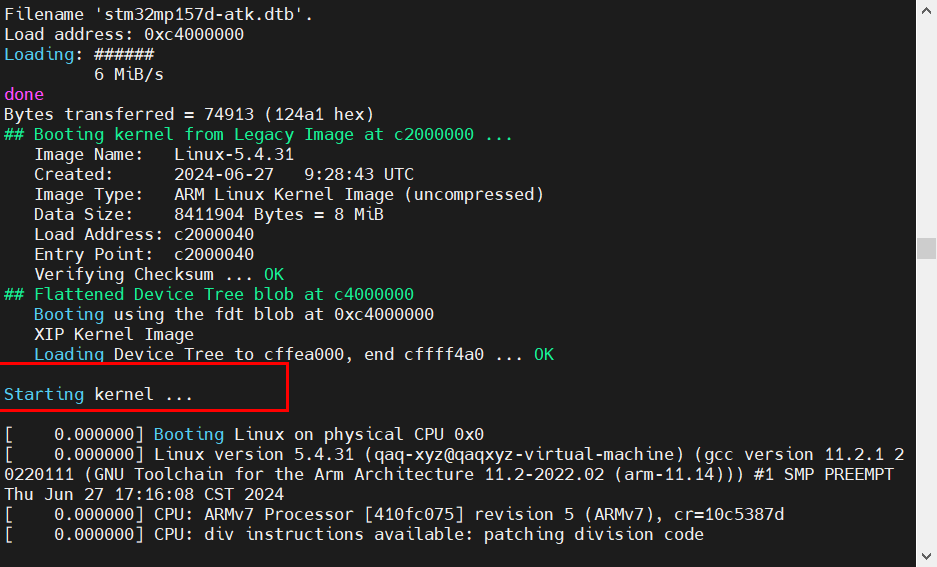 Filename 'stm32mp157d-atk.dtb'.
Load address: 0xc4000000
Loading: ######
         6 MiB/s
done
Bytes transferred = 74913 (124a1 hex)
## Booting kernel from Legacy Image at c2000000 ...
   Image Name:   Linux-5.4.31
   Created:      2024-06-27   9:28:43 UTC
   Image Type:   ARM Linux Kernel Image (uncompressed)
   Data Size:    8411904 Bytes = 8 MiB
   Load Address: c2000040
   Entry Point:  c2000040
   Verifying Checksum ... OK
## Flattened Device Tree blob at c4000000
   Booting using the fdt blob at 0xc4000000
   XIP Kernel Image
   Loading Device Tree to cffea000, end cffff4a0 ... OK
Starting kernel ...
[    0.000000] Booting Linux on physical CPU 0x0
[    0.000000] Linux version 5.4.31 (qaq-xyz@qaqxyz-virtual-machine) (gcc version 11.2.1 2
0220111 (GNU Toolchain for the Arm Architecture 11.2-2022.02 (arm-11.14))) #1 SMP PREEMPT
Thu Jun 27 17:16:08 CST 2024
[    0.000000] CPU: ARMv7 Processor [410fc075] revision 5 (ARMv7), cr=10c5387d
[    0.000000] CPU: div instructions available: patching division code